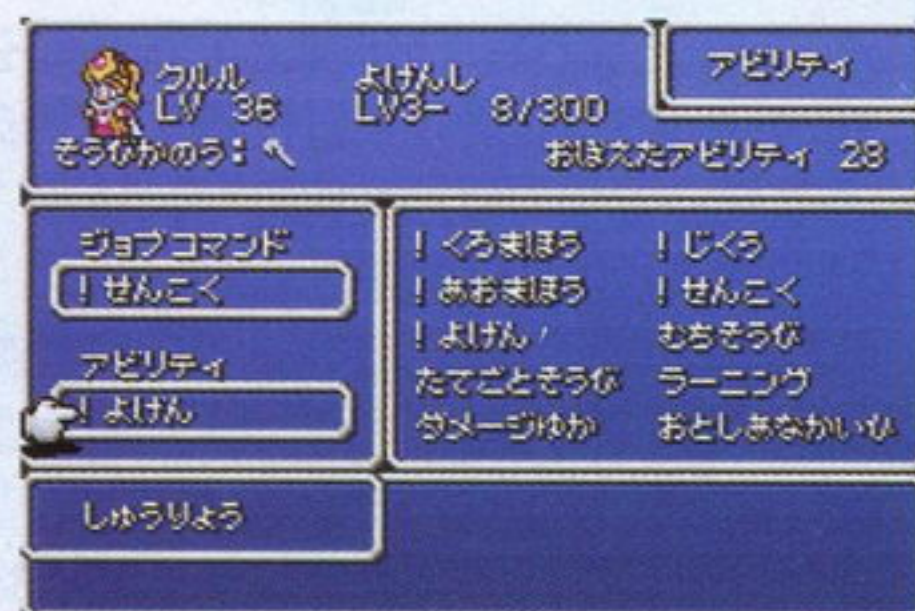 クルル　よげんし　アビリティ
LV 36　LV3- 8/300
そうびかのう：　おぼえたアビリティ 28
ジョブコマンド
！せんこく
アビリティ
！よげん
！くろまほう　！じくう
！あおまほう　！せんこく
！よげん　むちそうび
たてごとそうび　ラーニング
ダメージゆか　おとしあなかいひ
しゅうりょう